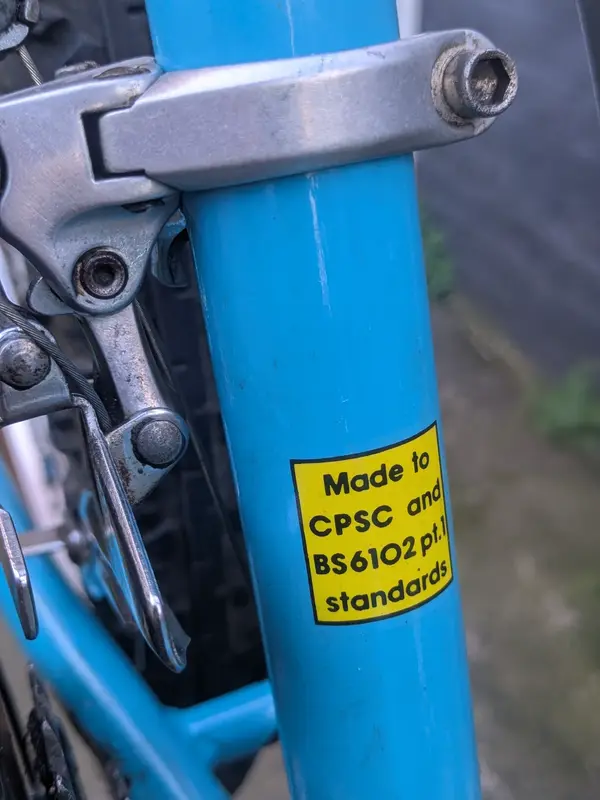 Made to
CPSC and
BS6102 pt.1
standards